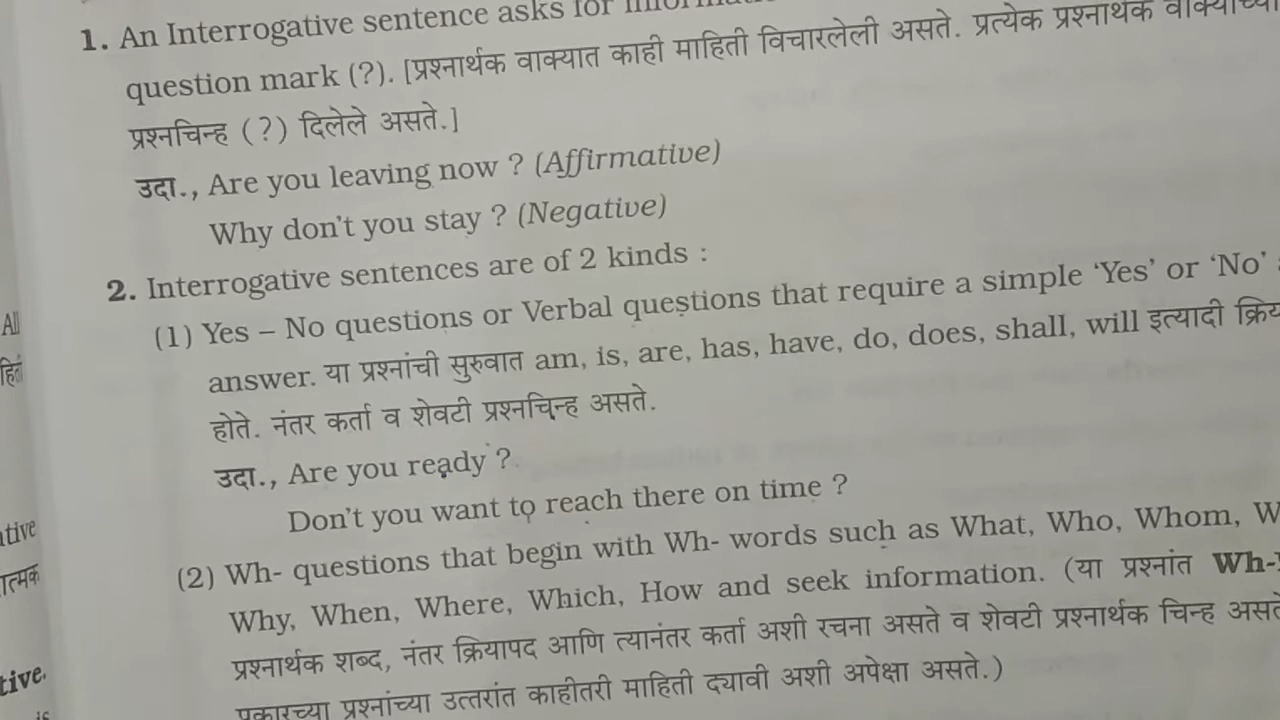 1. An Interrogative sentence asks for
question mark (?). [प्रश्नार्थक वाक्यात काही माहिती विचारलेली असते. प्रत्येक प्रश्नार्थक
प्रश्नचिन्ह (?) दिलेले असते.]
उदा., Are you leaving now ? (Affirmative)
Why don't you stay ? (Negative)
2. Interrogative sentences are of 2 kinds :
(1) Yes – No questions or Verbal questions that require a simple 'Yes' or 'No'
answer. या प्रश्नांची सुरुवात am, is, are, has, have, do, does, shall, will इत्यादी
होते. नंतर कर्ता व शेवटी प्रश्नचिन्ह असते.
उदा., Are you ready ?
Don't you want to reach there on time ?
(2) Wh- questions that begin with Wh- words such as What, Who, Whom,
Why, When, Where, Which, How and seek information. (या प्रश्नांत Wh-
प्रश्नार्थक शब्द, नंतर क्रियापद आणि त्यानंतर कर्ता अशी रचना असते व शेवटी प्रश्नार्थक चिन्ह असते
प्रकारच्या प्रश्नांच्या उत्तरांत काहीतरी माहिती द्यावी अशी अपेक्षा असते.)
All